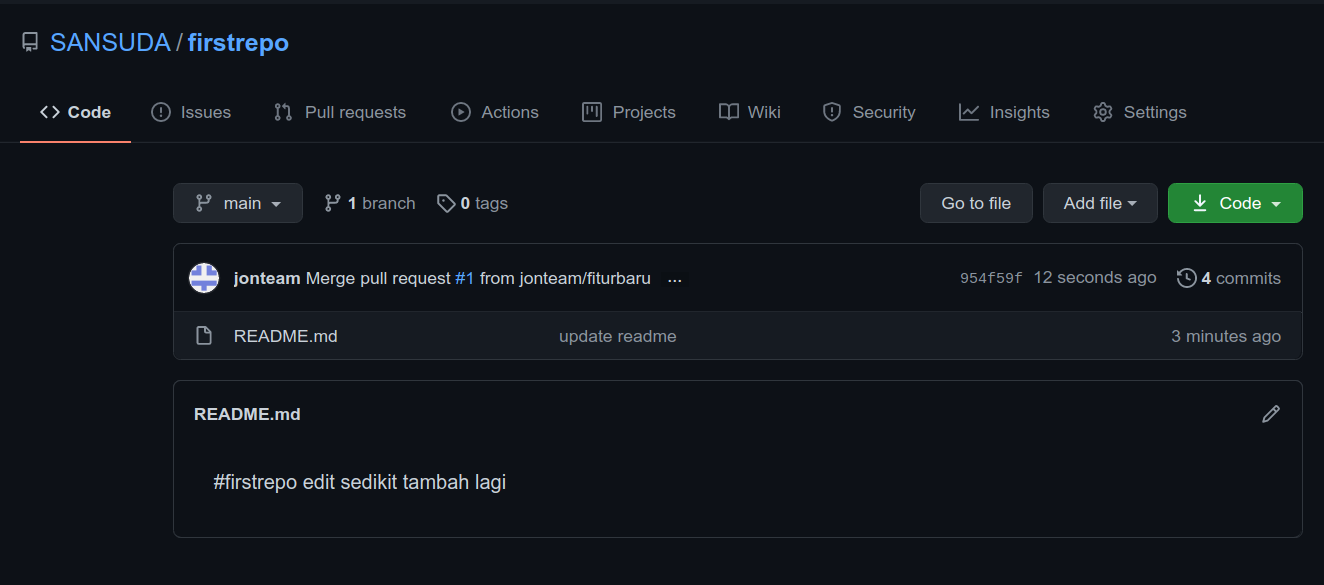 SANSUDA / firstrepo
Code Issues Pull requests Actions Projects Wiki Security Insights Settings
main 1 branch 0 tags Go to file Add file Code
jonteam Merge pull request #1 from jonteam/fiturbaru ... 954f59f 12 seconds ago 4 commits
README.md update readme 3 minutes ago
README.md
#firstrepo edit sedikit tambah lagi